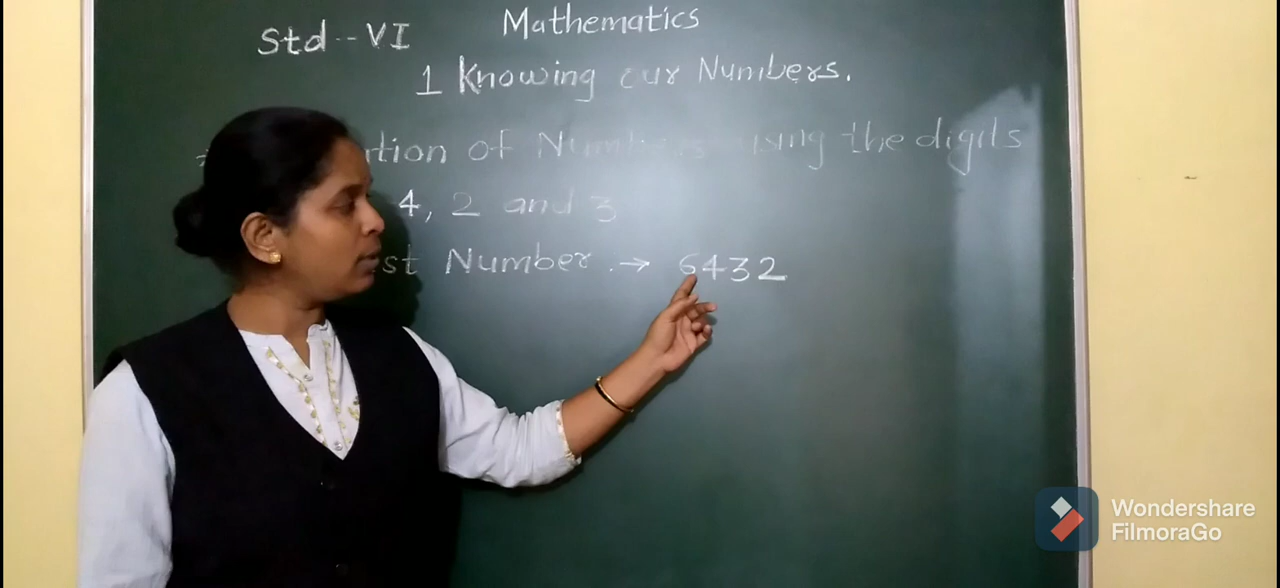 Std--VI Mathematics
1 Knowing our Numbers.
of Numbers using the digits
4, 2 and 3
st Number → 6432
Wondershare
FilmoraGo